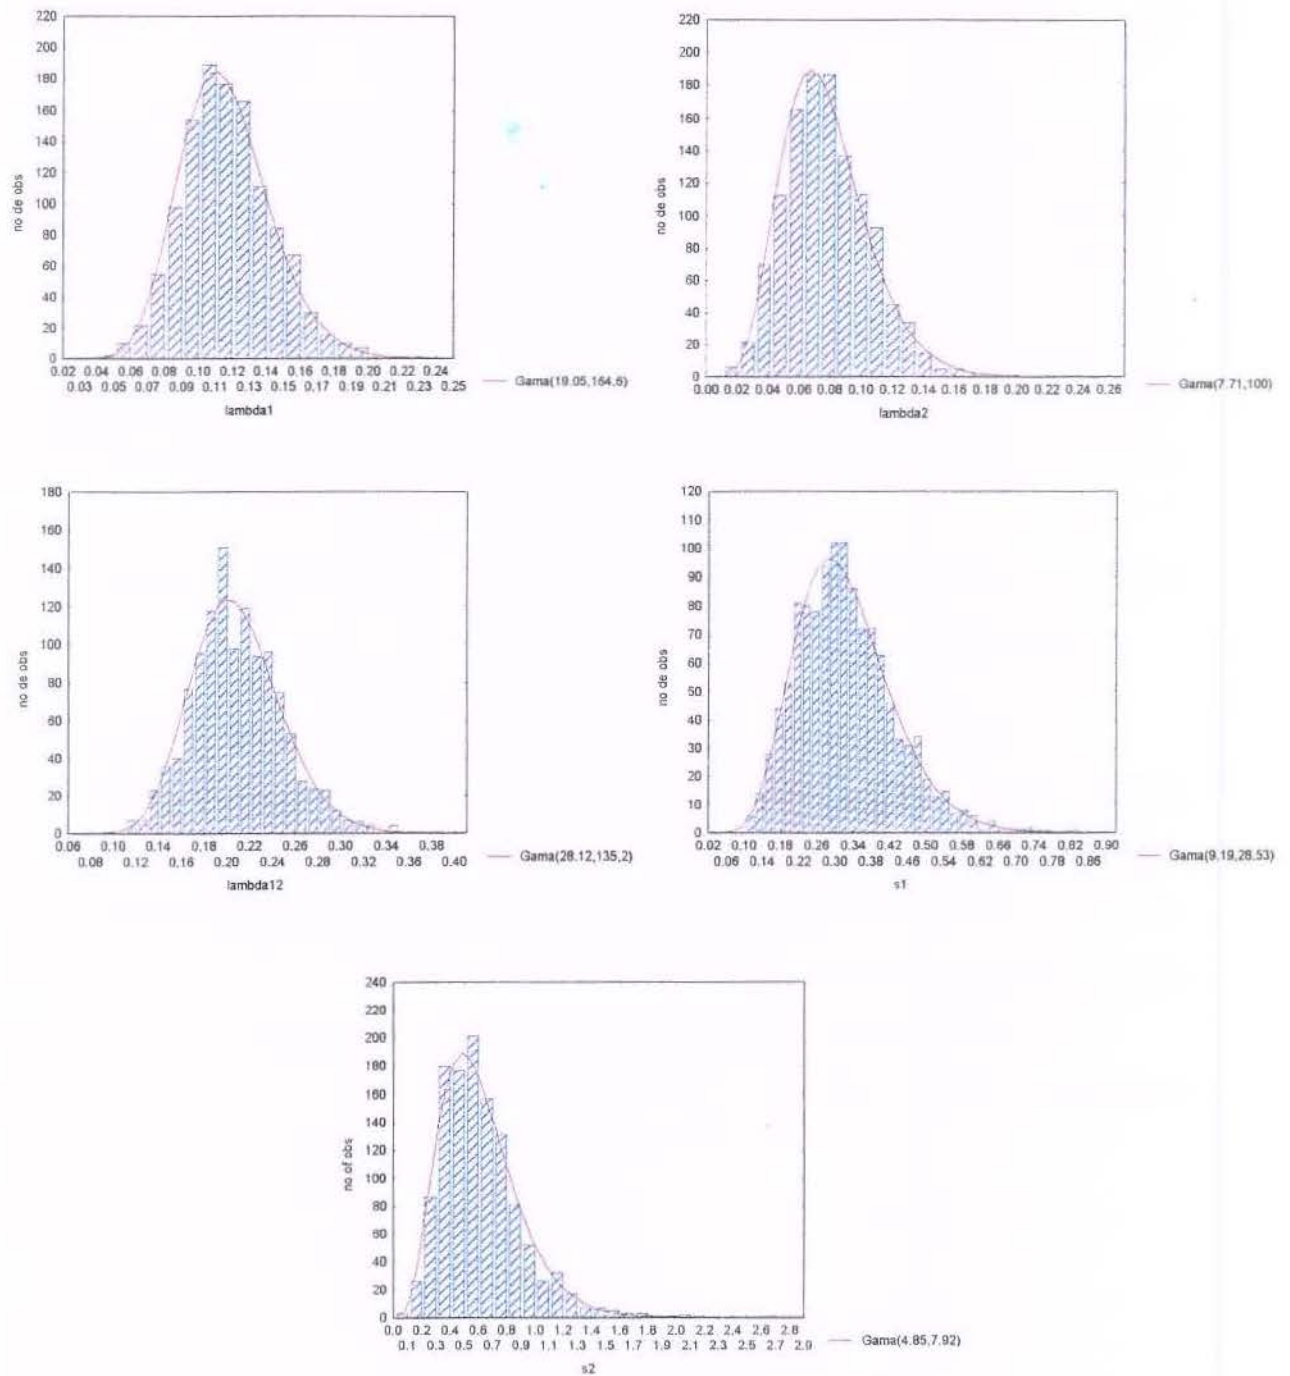 220
200
180
160
140
120
100
80
60
40
20
0
no de obs
0.02 0.04 0.06 0.08 0.10 0.12 0.14 0.16 0.18 0.20 0.22 0.24
0.03 0.05 0.07 0.09 0.11 0.13 0.15 0.17 0.19 0.21 0.23 0.25
lambda1
Gama(19.05,164,6)
220
200
180
160
140
120
100
80
60
40
20
0
no de obs
0.00 0.02 0.04 0.06 0.08 0.10 0.12 0.14 0.16 0.18 0.20 0.22 0.24 0.26
lambda2
Gama(7.71,100)
180
160
140
120
100
80
60
40
20
0
no de obs
0.06 0.10 0.14 0.18 0.22 0.26 0.30 0.34 0.38
0.08 0.12 0.16 0.20 0.24 0.28 0.32 0.36 0.40
lambda12
Gama(28.12,135,2)
120
110
100
90
80
70
60
50
40
30
20
10
0
no de obs
0.02 0.10 0.18 0.26 0.34 0.42 0.50 0.58 0.66 0.74 0.82 0.90
0.06 0.14 0.22 0.30 0.38 0.46 0.54 0.62 0.70 0.78 0.86
s1
Gama(9,19,28.53)
240
220
200
180
160
140
120
100
80
60
40
20
0
no of obs
0.0 0.2 0.4 0.6 0.8 1.0 1.2 1.4 1.6 1.8 2.0 2.2 2.4 2.6 2.8
0.1 0.3 0.5 0.7 0.9 1.1 1.3 1.5 1.7 1.9 2.1 2.3 2.5 2.7 2.9
s2
Gama(4.85,7.92)